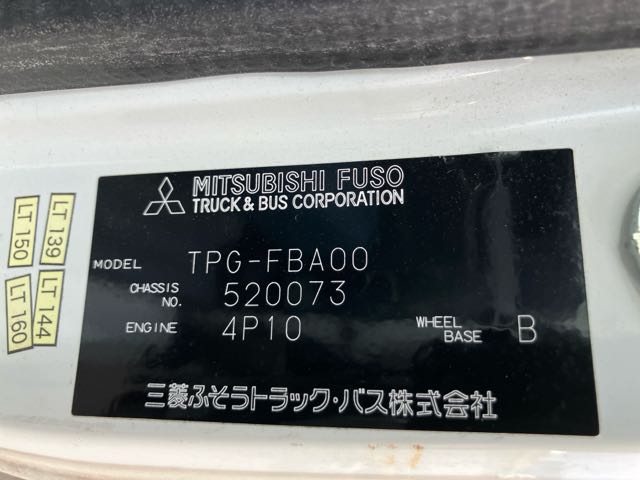 MITSUBISHI FUSO
TRUCK & BUS CORPORATION
MODEL TPG-FBA00
CHASSIS NO. 520073
ENGINE 4P10 WHEEL BASE B
三菱ふそうトラック・バス株式会社
LT 139
LT 150
LT 144
LT 160